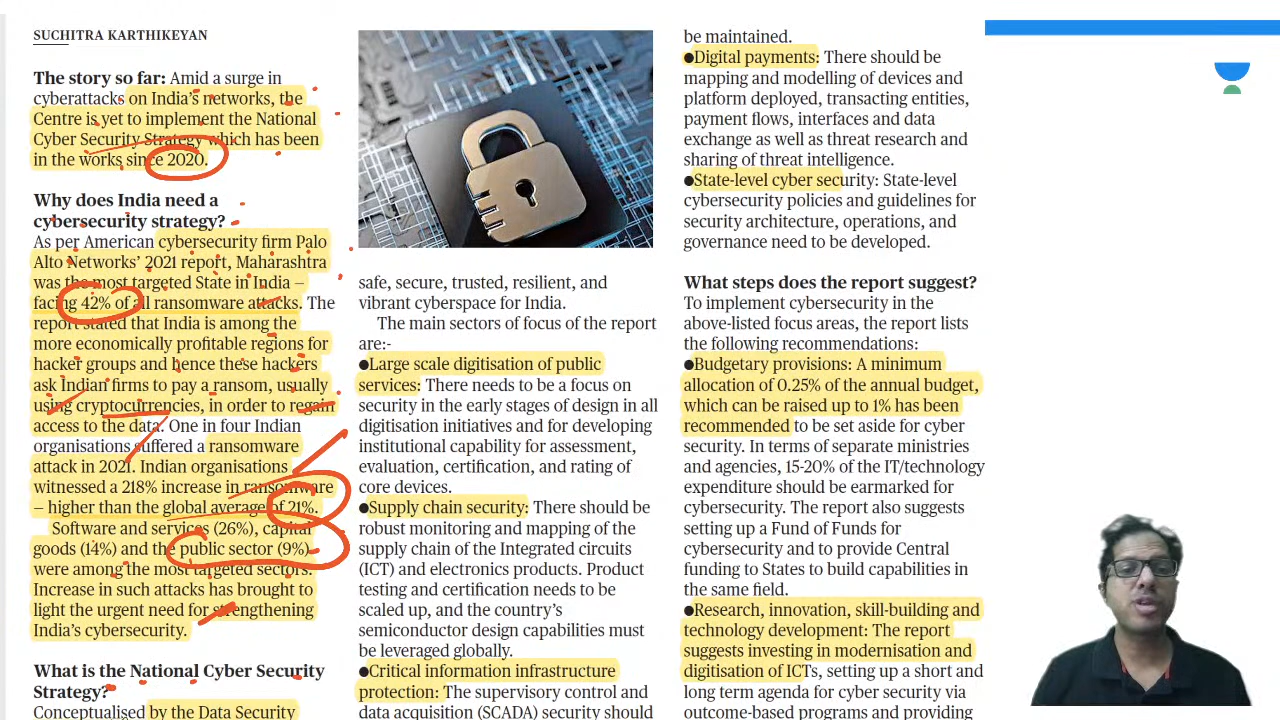 SUCHITRA KARTHIKEYAN
The story so far: Amid a surge in
cyberattacks on India's networks, the
Centre is yet to implement the National
Cyber Security Strategy which has been
in the works since 2020.
Why does India need a
cybersecurity strategy?
As per American cybersecurity firm Palo
Alto Networks' 2021 report, Maharashtra
was the most targeted State in India —
facing 42% of all ransomware attacks. The
report stated that India is among the
more economically profitable regions for
hacker groups and hence these hackers
ask Indian firms to pay a ransom, usually
using cryptocurrencies, in order to regain
access to the data. One in four Indian
organisations suffered a ransomware
attack in 2021. Indian organisations
witnessed a 218% increase in ransomware
— higher than the global average of 21%.
Software and services (26%), capital
goods (14%) and the public sector (9%)
were among the most targeted sectors.
Increase in such attacks has brought to
light the urgent need for strengthening
India's cybersecurity.
What is the National Cyber Security
Strategy?
Conceptualised by the Data Security
safe, secure, trusted, resilient, and
vibrant cyberspace for India.
The main sectors of focus of the report
are:-
●Large scale digitisation of public
services: There needs to be a focus on
security in the early stages of design in all
digitisation initiatives and for developing
institutional capability for assessment,
evaluation, certification, and rating of
core devices.
●Supply chain security: There should be
robust monitoring and mapping of the
supply chain of the Integrated circuits
(ICT) and electronics products. Product
testing and certification needs to be
scaled up, and the country's
semiconductor design capabilities must
be leveraged globally.
●Critical information infrastructure
protection: The supervisory control and
data acquisition (SCADA) security should
be maintained.
●Digital payments: There should be
mapping and modelling of devices and
platform deployed, transacting entities,
payment flows, interfaces and data
exchange as well as threat research and
sharing of threat intelligence.
●State-level cyber security: State-level
cybersecurity policies and guidelines for
security architecture, operations, and
governance need to be developed.
What steps does the report suggest?
To implement cybersecurity in the
above-listed focus areas, the report lists
the following recommendations:
●Budgetary provisions: A minimum
allocation of 0.25% of the annual budget,
which can be raised up to 1% has been
recommended to be set aside for cyber
security. In terms of separate ministries
and agencies, 15-20% of the IT/technology
expenditure should be earmarked for
cybersecurity. The report also suggests
setting up a Fund of Funds for
cybersecurity and to provide Central
funding to States to build capabilities in
the same field.
●Research, innovation, skill-building and
technology development: The report
suggests investing in modernisation and
digitisation of ICTs, setting up a short and
long term agenda for cyber security via
outcome-based programs and providing